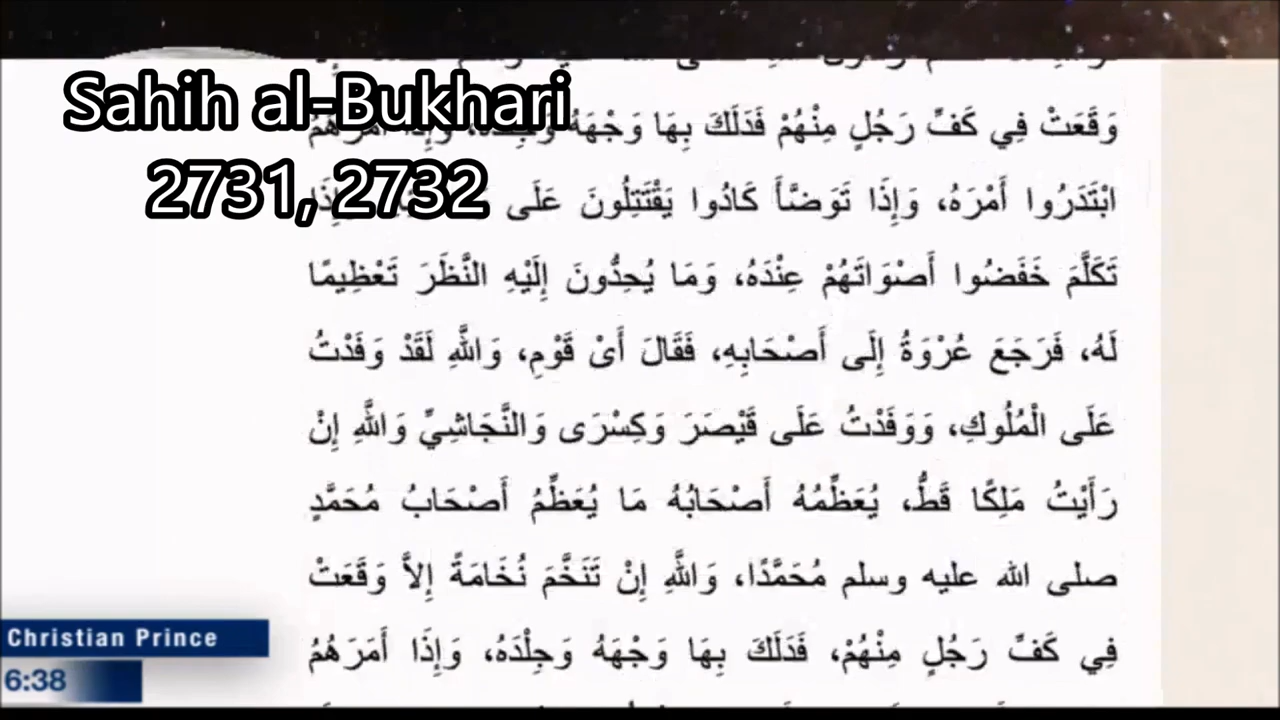 Sahih al-Bukhari
2731, 2732
وَقَعَتْ فِي كَفِّ رَجُلٍ مِنْهُمْ فَدَلَكَ بِهَا وَجْهَهُ
ابْتَدَرُوا أَمْرَهُ، وَإِذَا تَوَضَّأَ كَادُوا يَقْتَتِلُونَ عَلَى
تَكَلَّمَ خَفَضُوا أَصْوَاتَهُمْ عِنْدَهُ، وَمَا يُحِدُّونَ إِلَيْهِ النَّظَرَ تَعْظِيمًا
لَهُ، فَرَجَعَ عُرْوَةُ إِلَى أَصْحَابِهِ، فَقَالَ أَىْ قَوْمِ، وَاللَّهِ لَقَدْ وَفَدْتُ
عَلَى الْمُلُوكِ، وَوَفَدْتُ عَلَى قَيْصَرَ وَكِسْرَى وَالنَّجَاشِيِّ وَاللَّهِ إِنْ
رَأَيْتُ مَلِكًا قَطُّ، يُعَظِّمُهُ أَصْحَابُهُ مَا يُعَظِّمُ أَصْحَابُ مُحَمَّدٍ
صلى الله عليه وسلم مُحَمَّدًا، وَاللَّهِ إِنْ تَنَخَّمَ نُخَامَةً إِلاَّ وَقَعَتْ
فِي كَفِّ رَجُلٍ مِنْهُمْ، فَدَلَكَ بِهَا وَجْهَهُ وَجِلْدَهُ، وَإِذَا أَمَرَهُمُ
Christian Prince
6:38